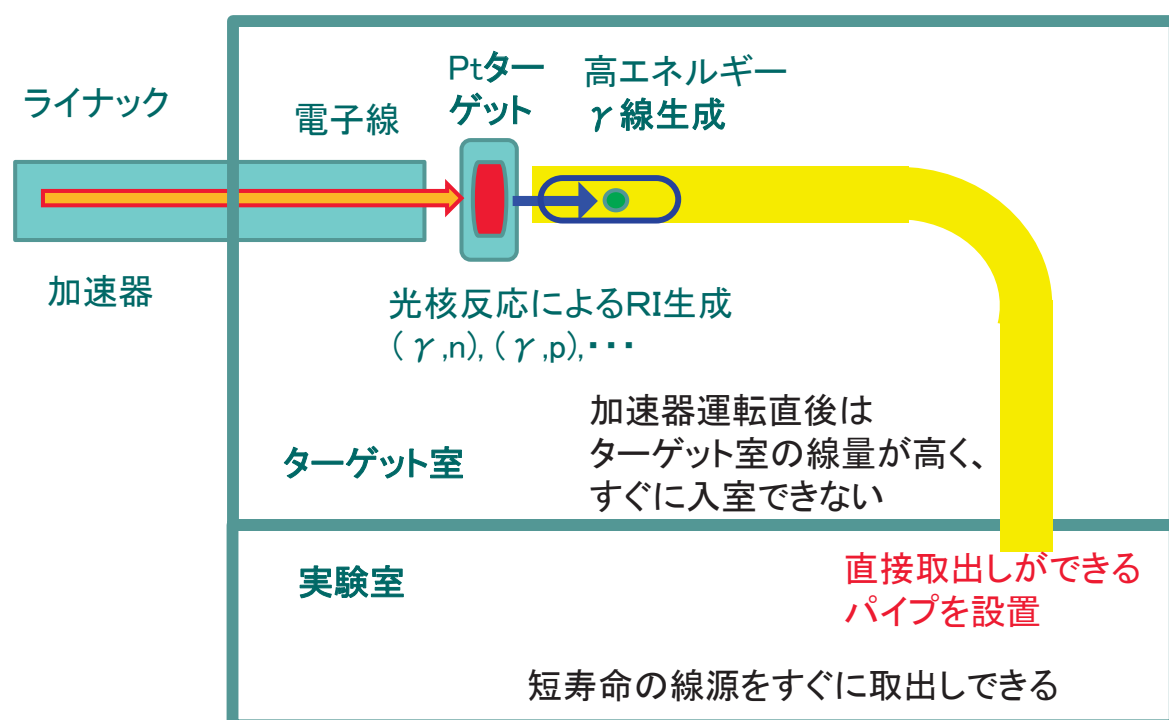 ライナック
電子線
Ptター
ゲット
高エネルギー
γ線生成
加速器
光核反応によるRI生成
(γ,n), (γ,p),・・・
加速器運転直後は
ターゲット室の線量が高く、
すぐに入室できない
ターゲット室
実験室
直接取出しができる
パイプを設置
短寿命の線源をすぐに取出しできる